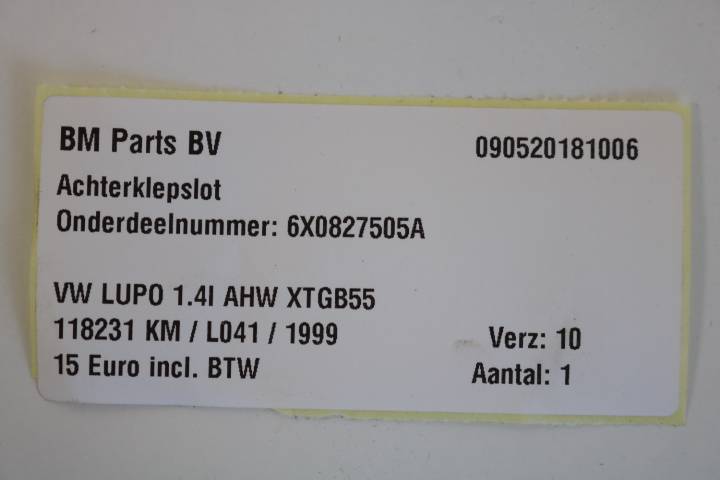 BM Parts BV 090520181006
Achterklepslot
Onderdeelnummer: 6X0827505A
VW LUPO 1.4I AHW XTGB55
118231 KM / L041 / 1999 Verz: 10
15 Euro incl. BTW Aantal: 1